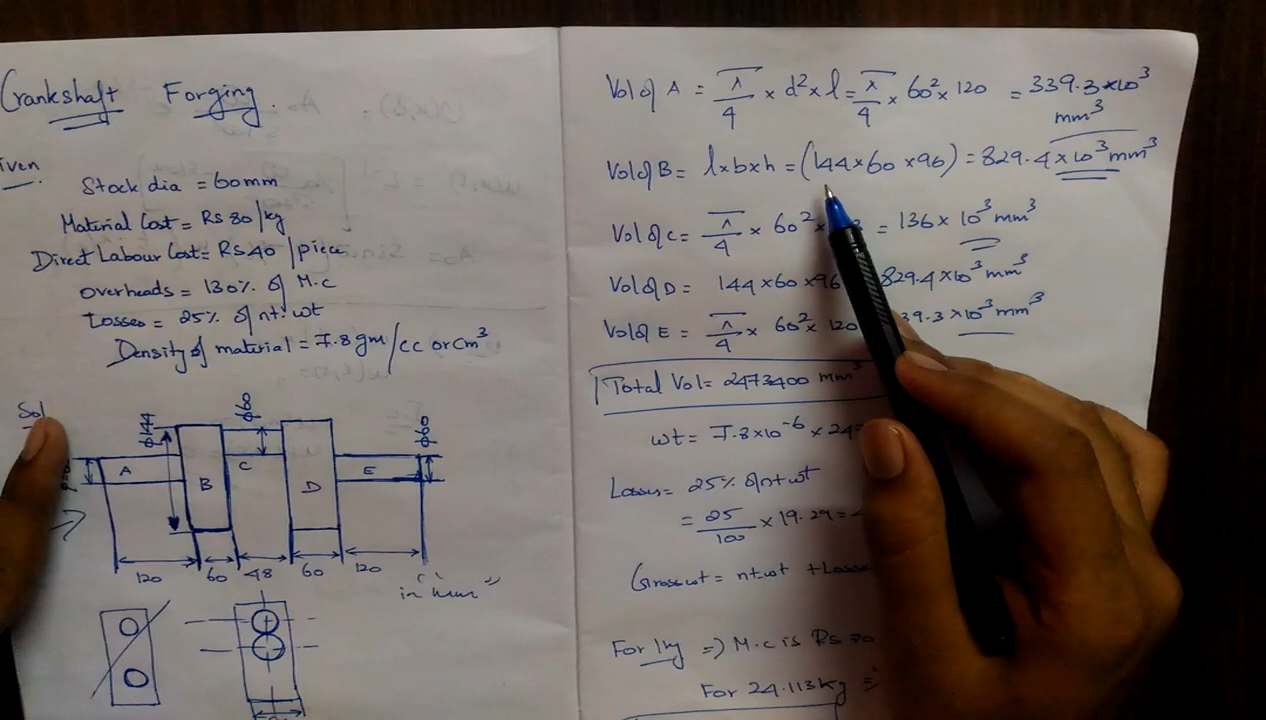 Crankshaft Forging.
iven
Stock dia = 60mm
Material Cost = Rs 80/kg
Direct Labour Cost = Rs 40/piece
overheads = 130% of M.C
Losses = 25% of nt. wt
Density of material = 7.8 gm/cc or cm³
Sol
ϕ144
ϕ60
A
B
C
D
E
120 60 48 60 120
in "mm"
Vol of A = π/4 × d² × l = π/4 × 60² × 120 = 339.3×10³ mm³
Vol of B = l×b×h = (144×60×96) = 829.4×10³ mm³
Vol of C = π/4 × 60² × = 136 × 10³ mm³
Vol of D = 144×60×96 829.4×10³ mm³
Vol of E = π/4 × 60² × 120 39.3×10³ mm³
Total Vol = 2473400 mm³
wt = 7.8×10⁻⁶ × 24
Losses = 25% of nt wt
= 25/100 × 19.29 =
Gross wt = nt.wt + Losse
For 1kg => M.C is Rs
For 24.113kg =